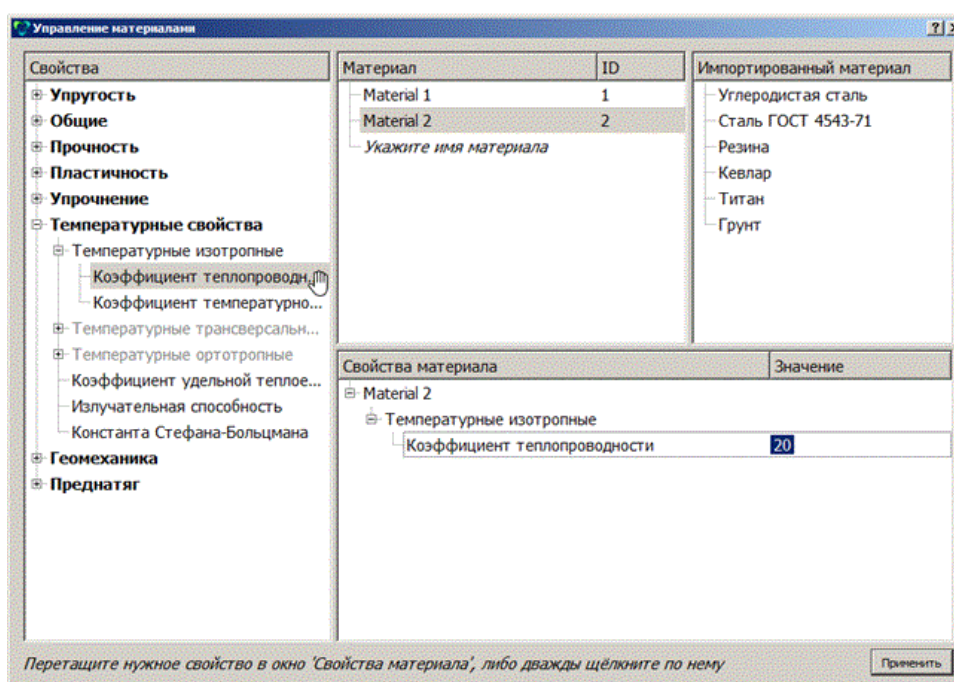 Управление материалами
Свойства
Упругость
Общие
Прочность
Пластичность
Упрочнение
Температурные свойства
Температурные изотропные
Коэффициент теплопроводн...
Коэффициент температурно...
Температурные трансверсальн...
Температурные ортотропные
Коэффициент удельной теплое...
Излучательная способность
Константа Стефана-Больцмана
Геомеханика
Преднатяг
Материал ID
Material 1 1
Material 2 2
Укажите имя материала
Импортированный материал
Углеродистая сталь
Сталь ГОСТ 4543-71
Резина
Кевлар
Титан
Грунт
Свойства материала Значение
Material 2
Температурные изотропные
Коэффициент теплопроводности 20
Перетащите нужное свойство в окно 'Свойства материала', либо дважды щёлкните по нему
Применить